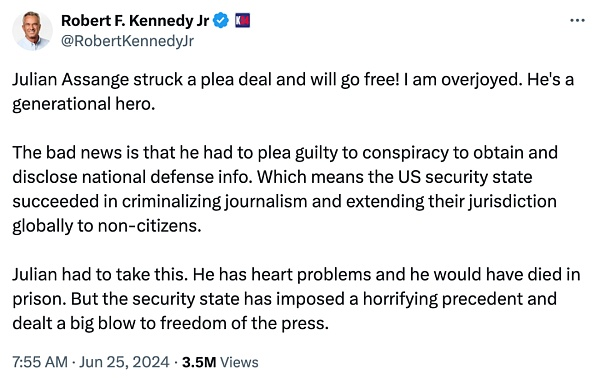 Robert F. Kennedy Jr
@RobertKennedyJr
Julian Assange struck a plea deal and will go free! I am overjoyed. He's a
generational hero.
The bad news is that he had to plea guilty to conspiracy to obtain and
disclose national defense info. Which means the US security state
succeeded in criminalizing journalism and extending their jurisdiction
globally to non-citizens.
Julian had to take this. He has heart problems and he would have died in
prison. But the security state has imposed a horrifying precedent and
dealt a big blow to freedom of the press.
7:55 AM · Jun 25, 2024 · 3.5M Views